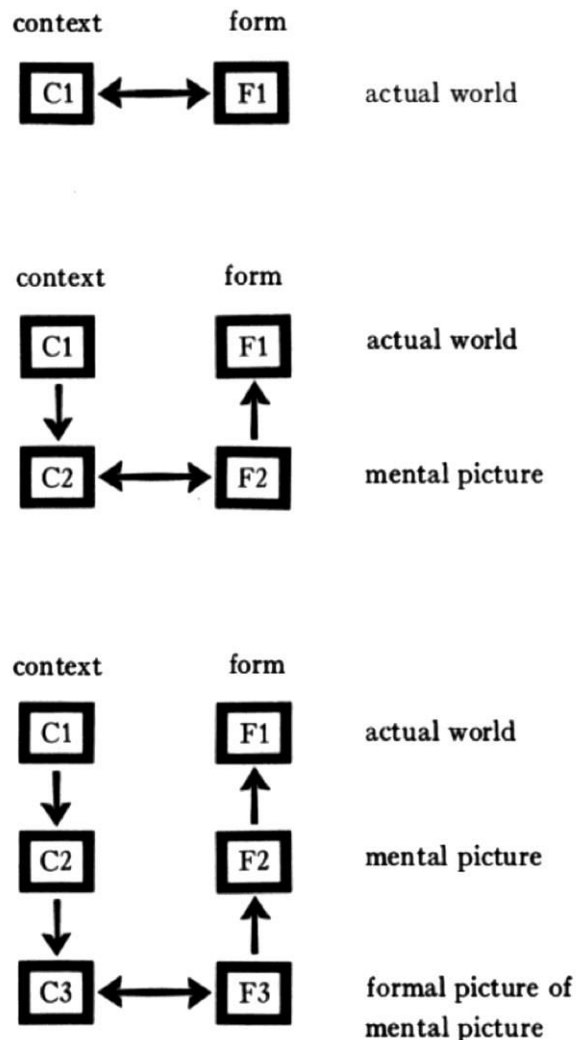 context form
C1 F1 actual world
context form
C1 F1 actual world
C2 F2 mental picture
context form
C1 F1 actual world
C2 F2 mental picture
C3 F3 formal picture of
mental picture